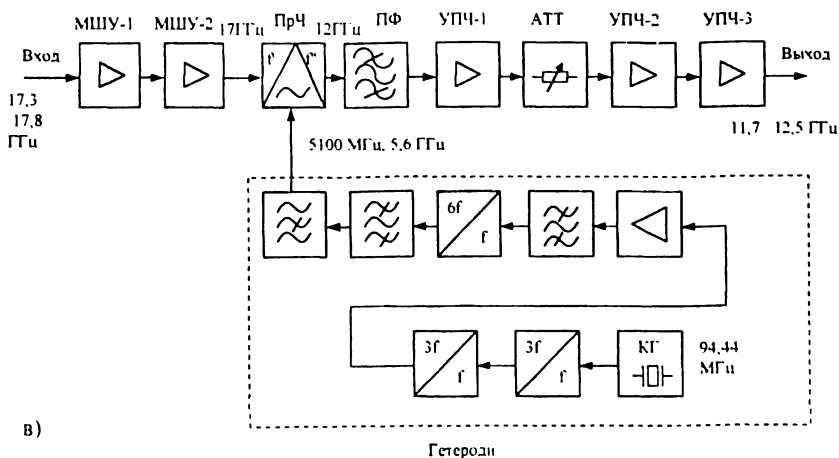 МШУ-1 МШУ-2 17ГГц ПрЧ 12ГГц ПФ УПЧ-1 АТТ УПЧ-2 УПЧ-3
Вход f' f" Выход
17,3
17,8
ГГц
11,7 12,5 ГГц
5100 МГц, 5,6 ГГц
6f
f
3f
f
3f
f
КГ
94,44
МГц
в)
Гетероди